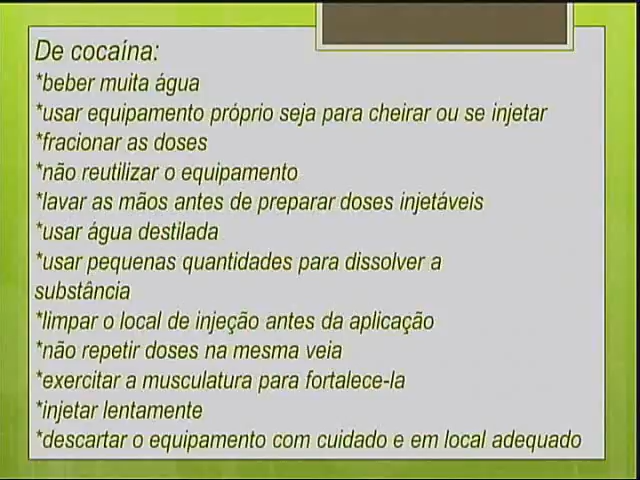 De cocaína:
*beber muita água
*usar equipamento próprio seja para cheirar ou se injetar
*fracionar as doses
*não reutilizar o equipamento
*lavar as mãos antes de preparar doses injetáveis
*usar água destilada
*usar pequenas quantidades para dissolver a
substância
*limpar o local de injeção antes da aplicação
*não repetir doses na mesma veia
*exercitar a musculatura para fortalece-la
*injetar lentamente
*descartar o equipamento com cuidado e em local adequado